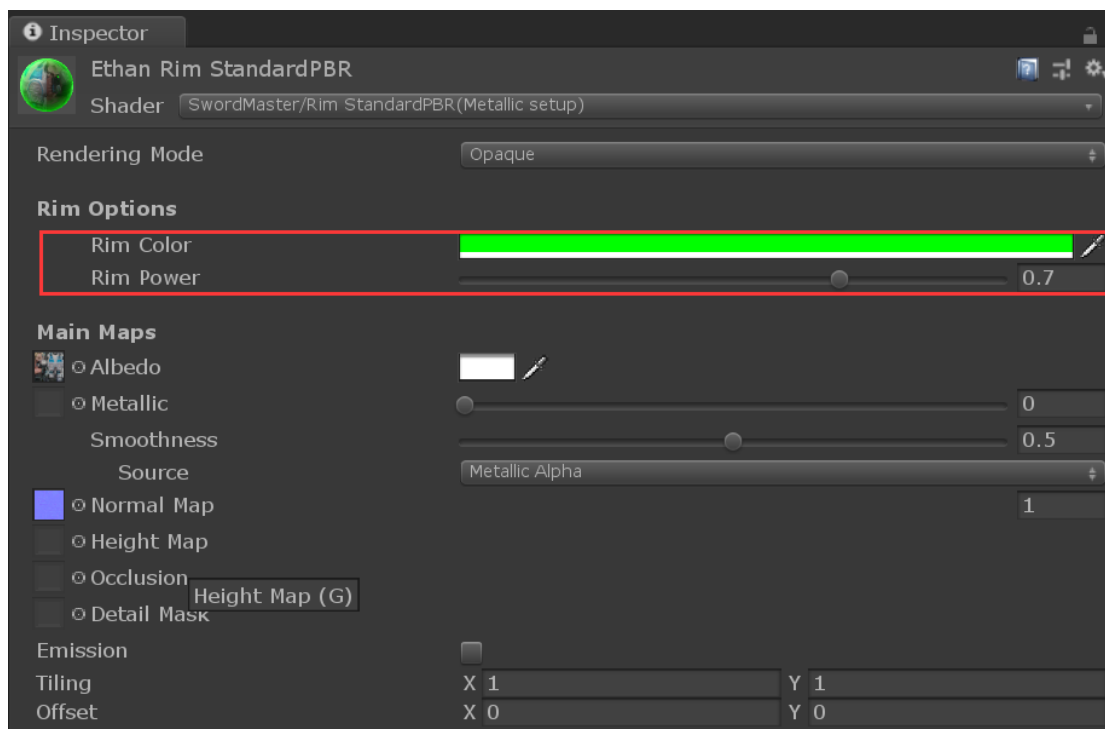 Inspector
Ethan Rim StandardPBR
Shader SwordMaster/Rim StandardPBR(Metallic setup)
Rendering Mode Opaque
Rim Options
Rim Color
Rim Power 0.7
Main Maps
Albedo
Metallic 0
Smoothness 0.5
Source Metallic Alpha
Normal Map 1
Height Map
Occlusion
Height Map (G)
Detail Mask
Emission
Tiling X 1 Y 1
Offset X 0 Y 0